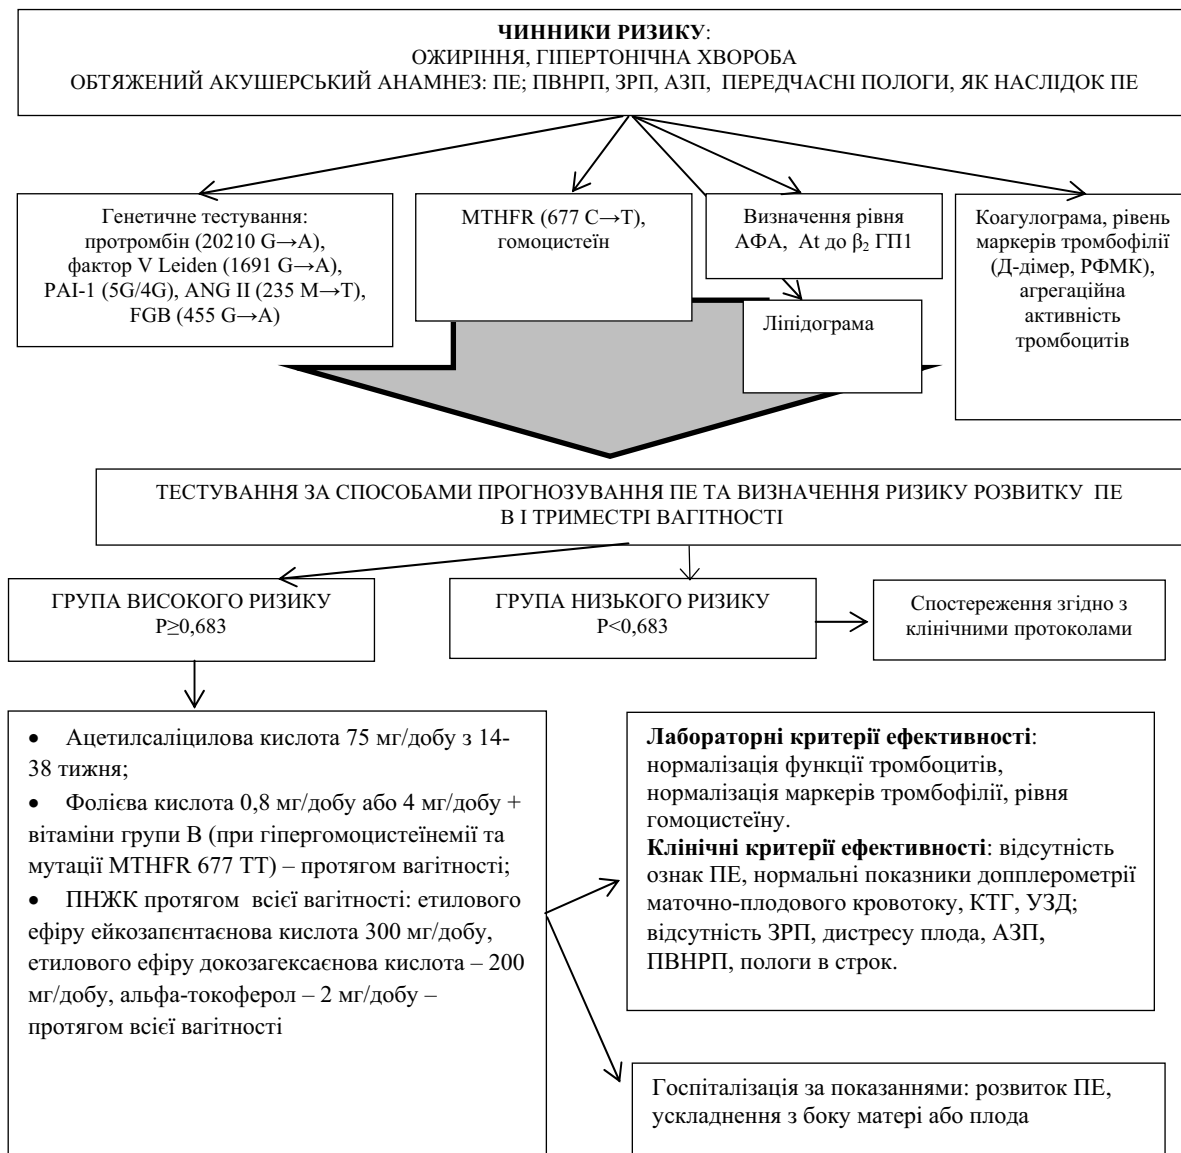 ЧИННИКИ РИЗИКУ:
ОЖИРІННЯ, ГІПЕРТОНІЧНА ХВОРОБА
ОБТЯЖЕНИЙ АКУШЕРСЬКИЙ АНАМНЕЗ: ПЕ; ПВНРП, ЗРП, АЗП, ПЕРЕДЧАСНІ ПОЛОГИ, ЯК НАСЛІДОК ПЕ
Генетичне тестування:
протромбін (20210 G→A),
фактор V Leiden (1691 G→A),
PAI-1 (5G/4G), ANG II (235 M→T),
FGB (455 G→A)
MTHFR (677 C→T),
гомоцистеїн
Визначення рівня
АФА, At до β₂ ГП1
Ліпідограма
Коагулограма, рівень
маркерів тромбофілії
(Д-дімер, РФМК),
агрегаційна
активність
тромбоцитів
ТЕСТУВАННЯ ЗА СПОСОБАМИ ПРОГНОЗУВАННЯ ПЕ ТА ВИЗНАЧЕННЯ РИЗИКУ РОЗВИТКУ ПЕ
В І ТРИМЕСТРІ ВАГІТНОСТІ
ГРУПА ВИСОКОГО РИЗИКУ
P≥0,683
ГРУПА НИЗЬКОГО РИЗИКУ
P<0,683
Спостереження згідно з
клінічними протоколами
• Ацетилсаліцилова кислота 75 мг/добу з 14-
38 тижня;
• Фолієва кислота 0,8 мг/добу або 4 мг/добу +
вітаміни групи В (при гіпергомоцистеїнемії та
мутації MTHFR 677 ТТ) – протягом вагітності;
• ПНЖК протягом всієї вагітності: етилового
ефіру ейкозапєнтаєнова кислота 300 мг/добу,
етилового ефіру докозагексаєнова кислота – 200
мг/добу, альфа-токоферол – 2 мг/добу –
протягом всієї вагітності
Лабораторні критерії ефективності:
нормалізація функції тромбоцитів,
нормалізація маркерів тромбофілії, рівня
гомоцистеїну.
Клінічні критерії ефективності: відсутність
ознак ПЕ, нормальні показники допплерометрії
маточно-плодового кровотоку, КТГ, УЗД;
відсутність ЗРП, дистресу плода, АЗП,
ПВНРП, пологи в строк.
Госпіталізація за показаннями: розвиток ПЕ,
ускладнення з боку матері або плода